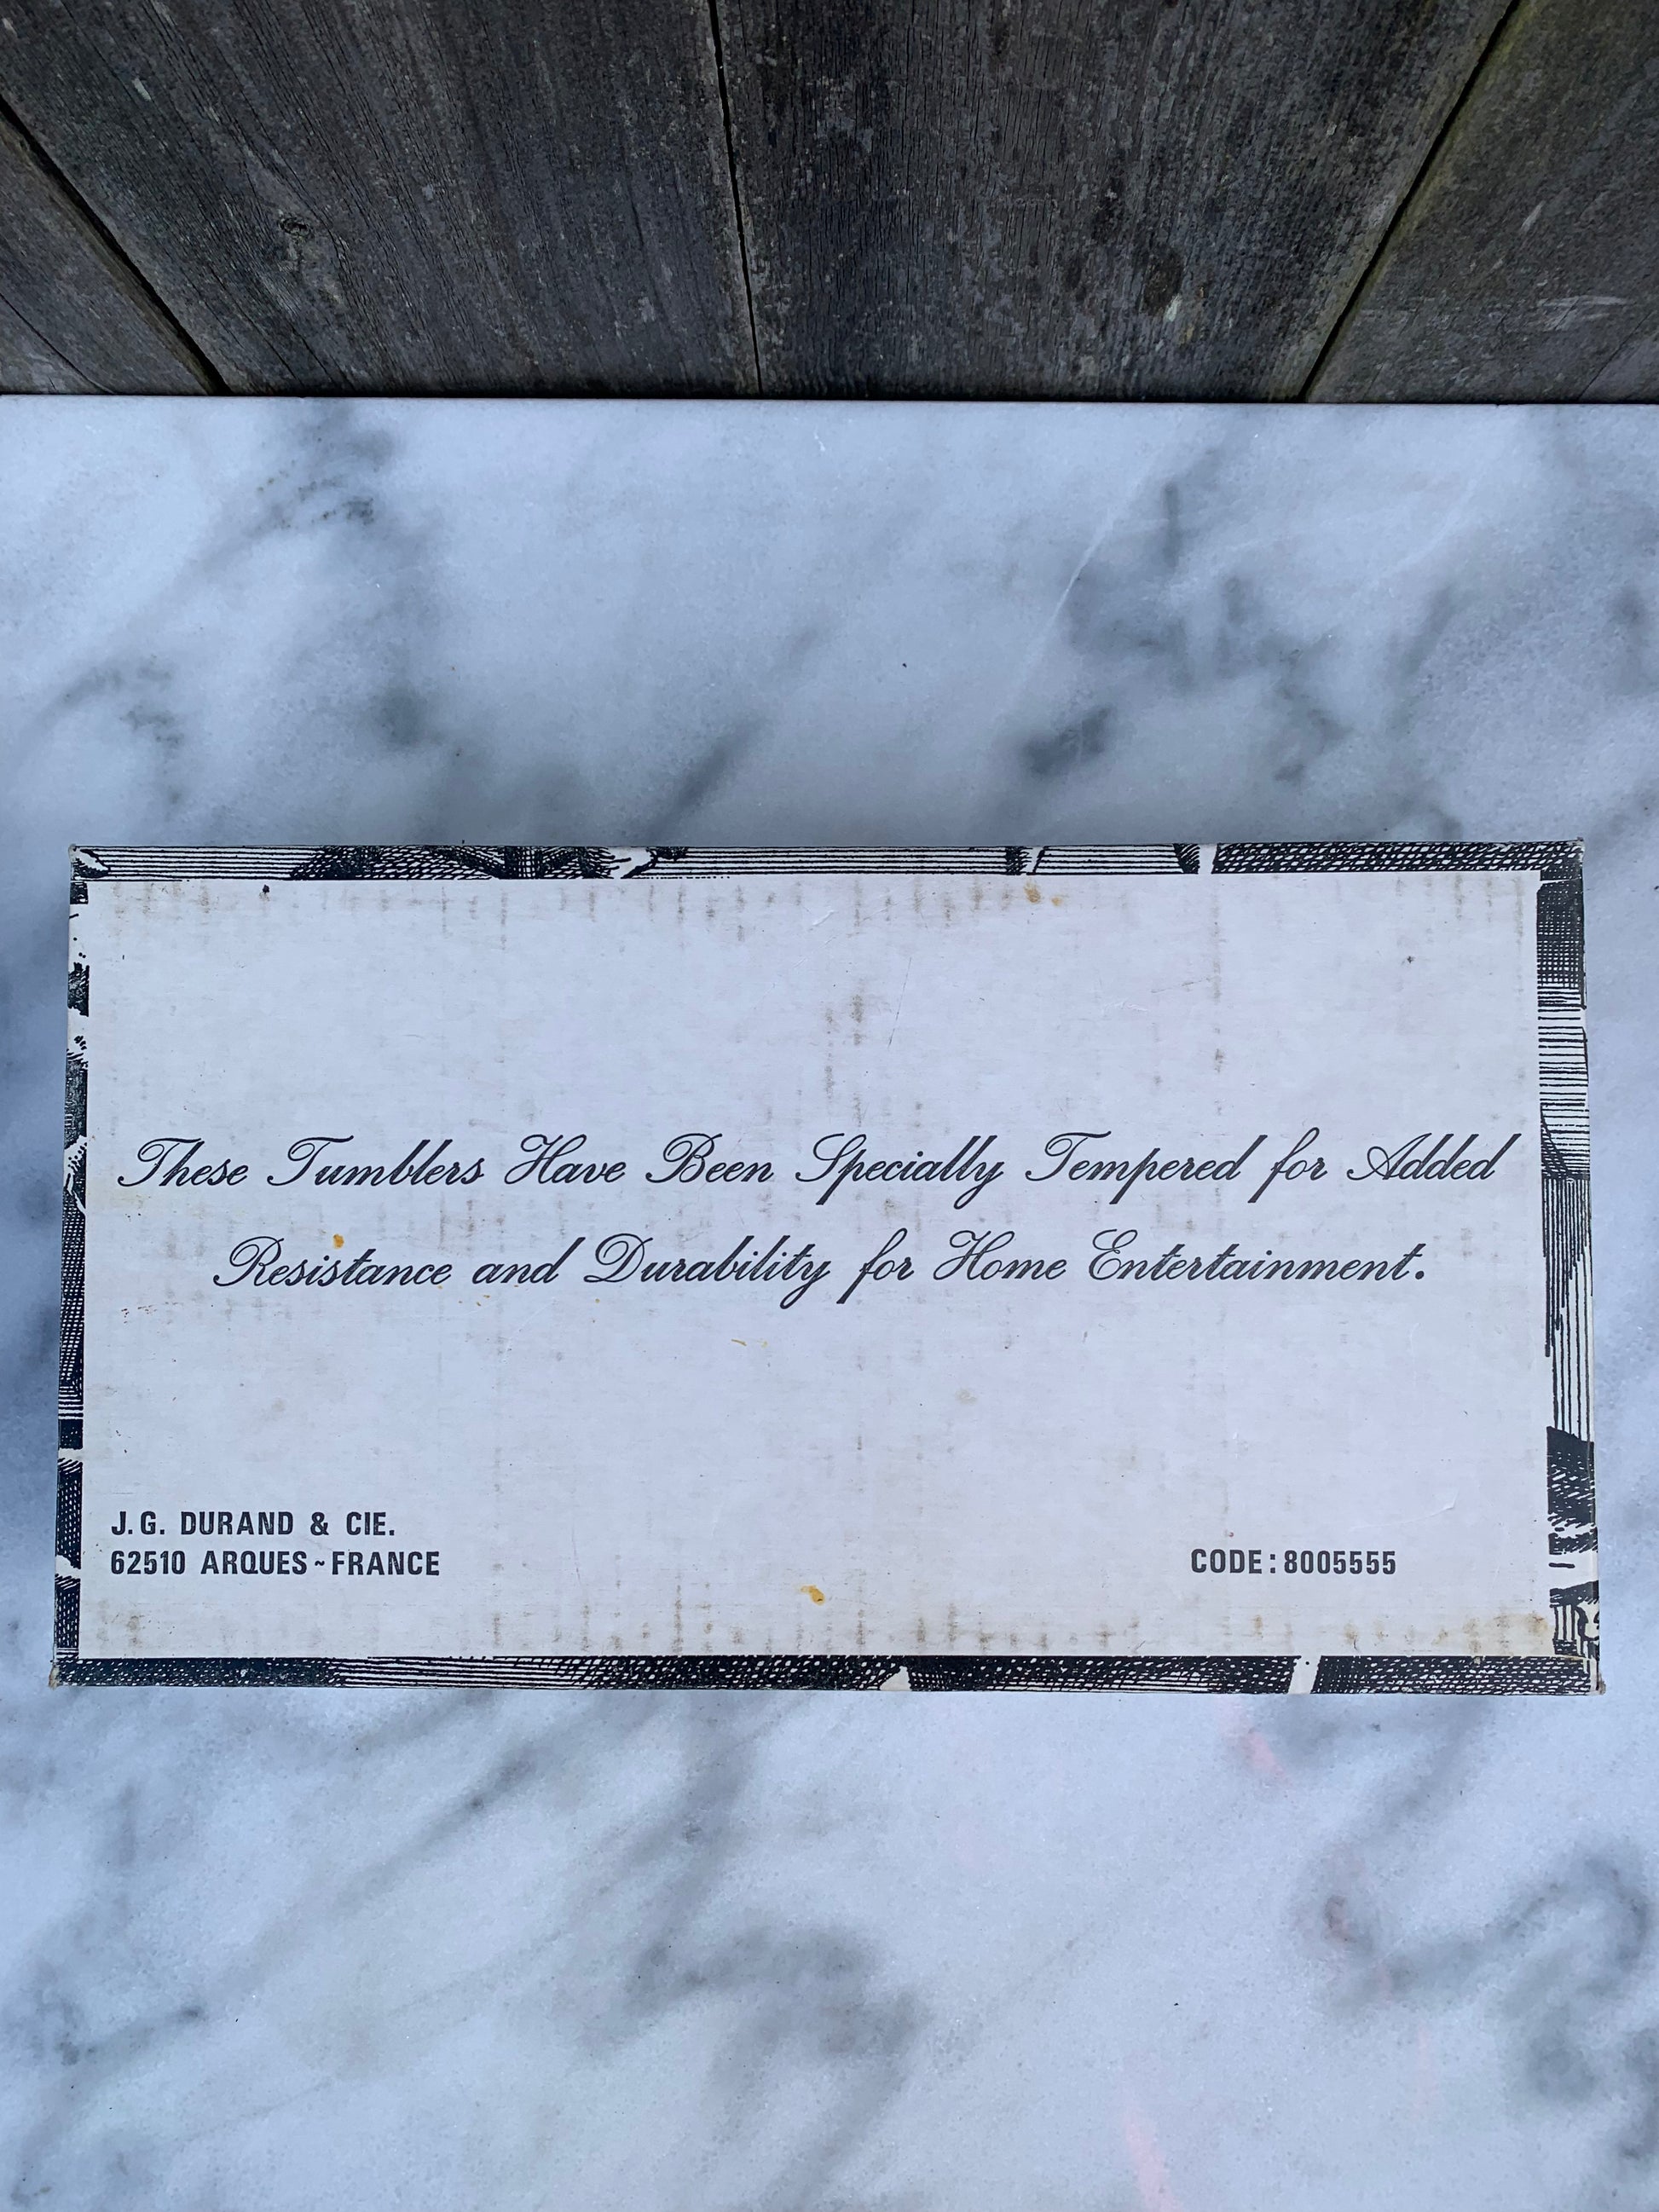 These Tumblers Have Been Specially Tempered for Added
Resistance and Durability for Home Entertainment.
J.G. DURAND & CIE.
62510 ARQUES~FRANCE
CODE:8005555